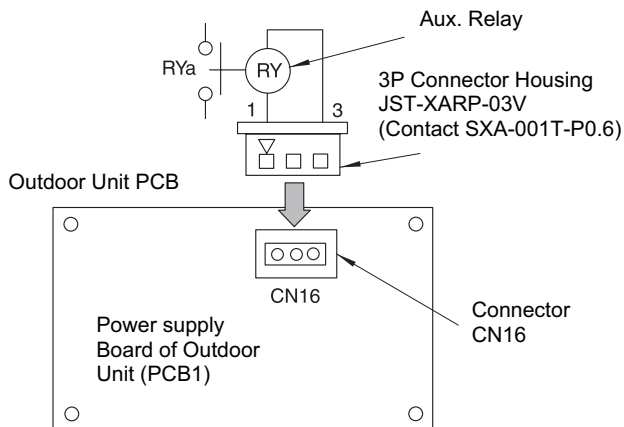 Aux. Relay
RYa
RY
1
3
3P Connector Housing
JST-XARP-03V
(Contact SXA-001T-P0.6)
Outdoor Unit PCB
CN16
Connector
CN16
Power supply
Board of Outdoor
Unit (PCB1)